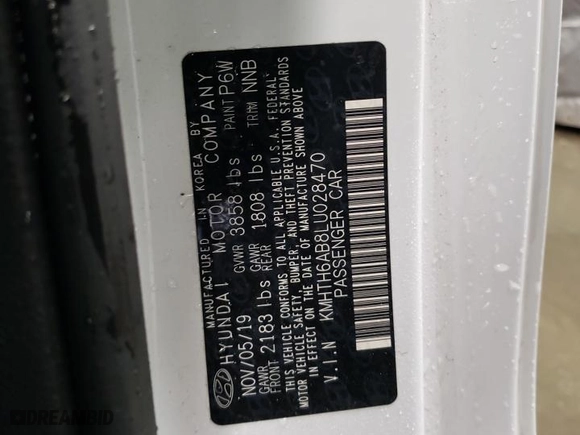 MANUFACTURED IN KOREA BY
HYUNDAI MOTOR COMPANY
NOV/05/19 GVWR 3858 lbs PAINT P6W
GAWR FRONT 2183 lbs GAWR REAR 1808 lbs TRIM NNB
THIS VEHICLE CONFORMS TO ALL APPLICABLE U.S.A. FEDERAL
MOTOR VEHICLE SAFETY, BUMPER, AND THEFT PREVENTION STANDARDS
IN EFFECT ON THE DATE OF MANUFACTURE SHOWN ABOVE
V.I.N KMHTH6AB8LU028470
PASSENGER CAR
DREAMBID